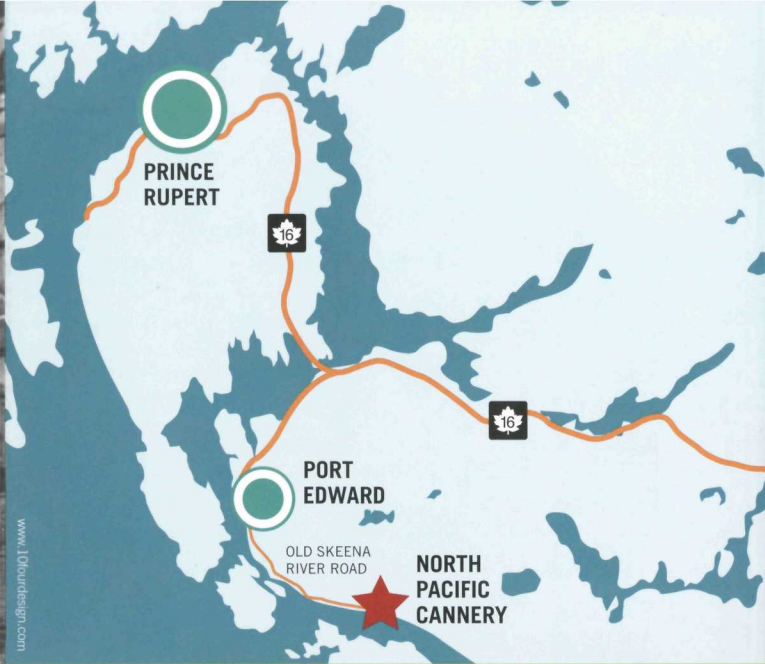 PRINCE
RUPERT
16
16
PORT
EDWARD
OLD SKEENA
RIVER ROAD
NORTH
PACIFIC
CANNERY
www.10fourdesign.com